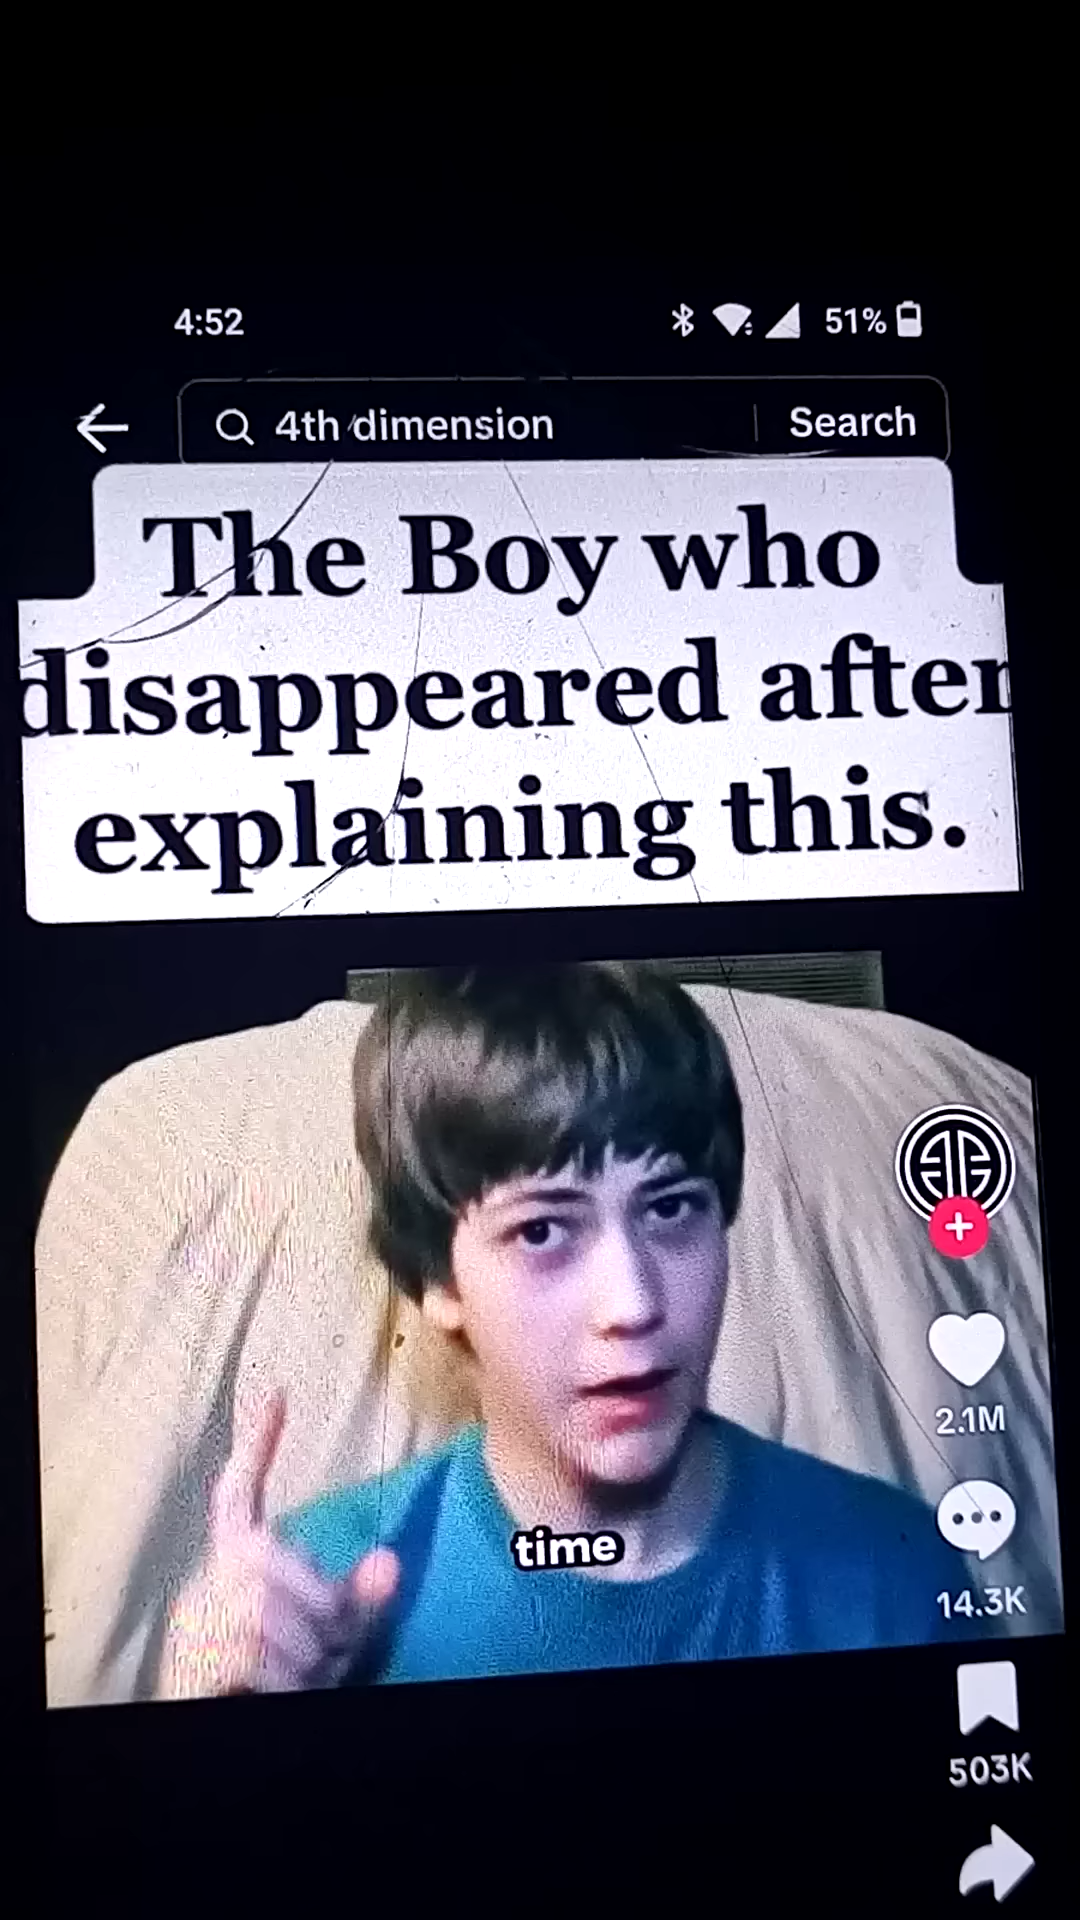 4:52 51%
4th dimension Search
The Boy who
disappeared after
explaining this.
2.1M
time
14.3K
503K